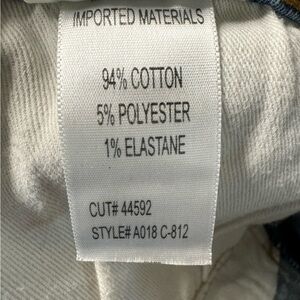 IMPORTED MATERIALS
94% COTTON
5% POLYESTER
1% ELASTANE
CUT# 44592
STYLE# A018 C-812